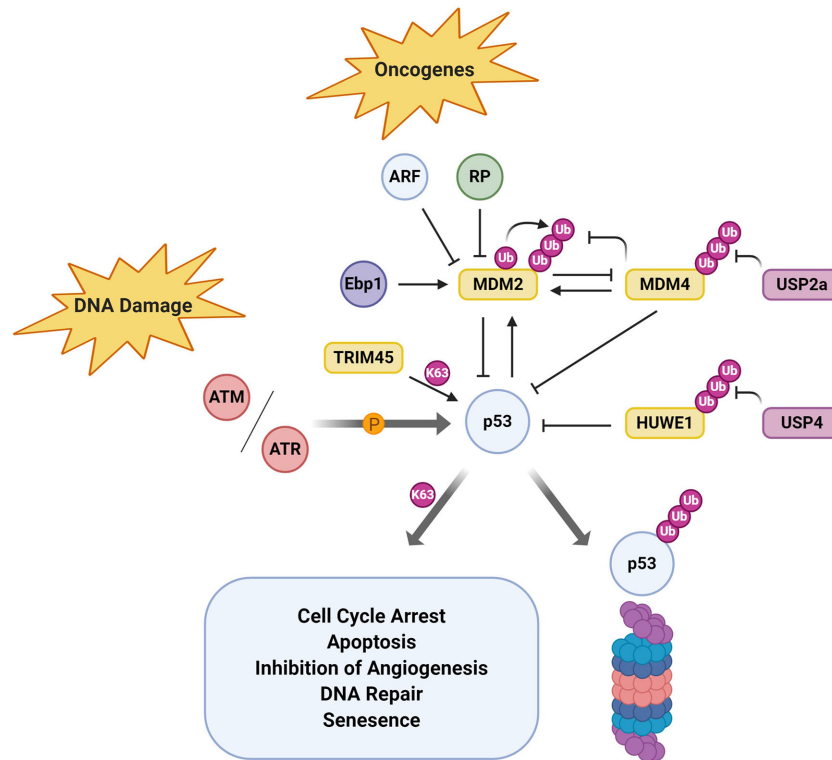 Oncogenes
ARF
RP
Ub
Ub
Ub
Ub
Ub
Ub
Ub
DNA Damage
Ebp1
MDM2
MDM4
USP2a
TRIM45
K63
Ub
Ub
Ub
ATM
ATR
P
p53
HUWE1
USP4
K63
Ub
Ub
Ub
p53
Cell Cycle Arrest
Apoptosis
Inhibition of Angiogenesis
DNA Repair
Senesence